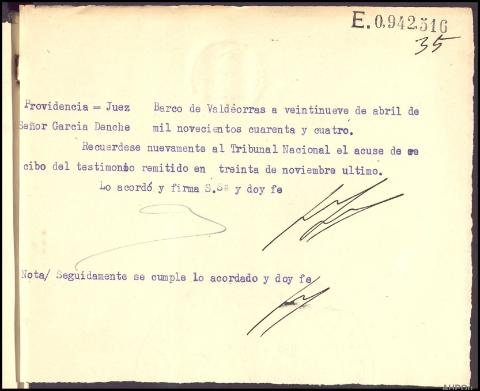 E.0,942,516
35
Providencia = Juez Barco de Valdeorras a veintinueve de abril de
Señor Garcia Denche mil novecientos cuarenta y cuatro.
Recuerdese nuevamente al Tribunal Nacional el acuse de re
cibo del testimonio remitido en treinta de noviembre ultimo.
Lo acordó y firma S.Sª y doy fe
Nota/ Seguidamente se cumple lo acordado y doy fe